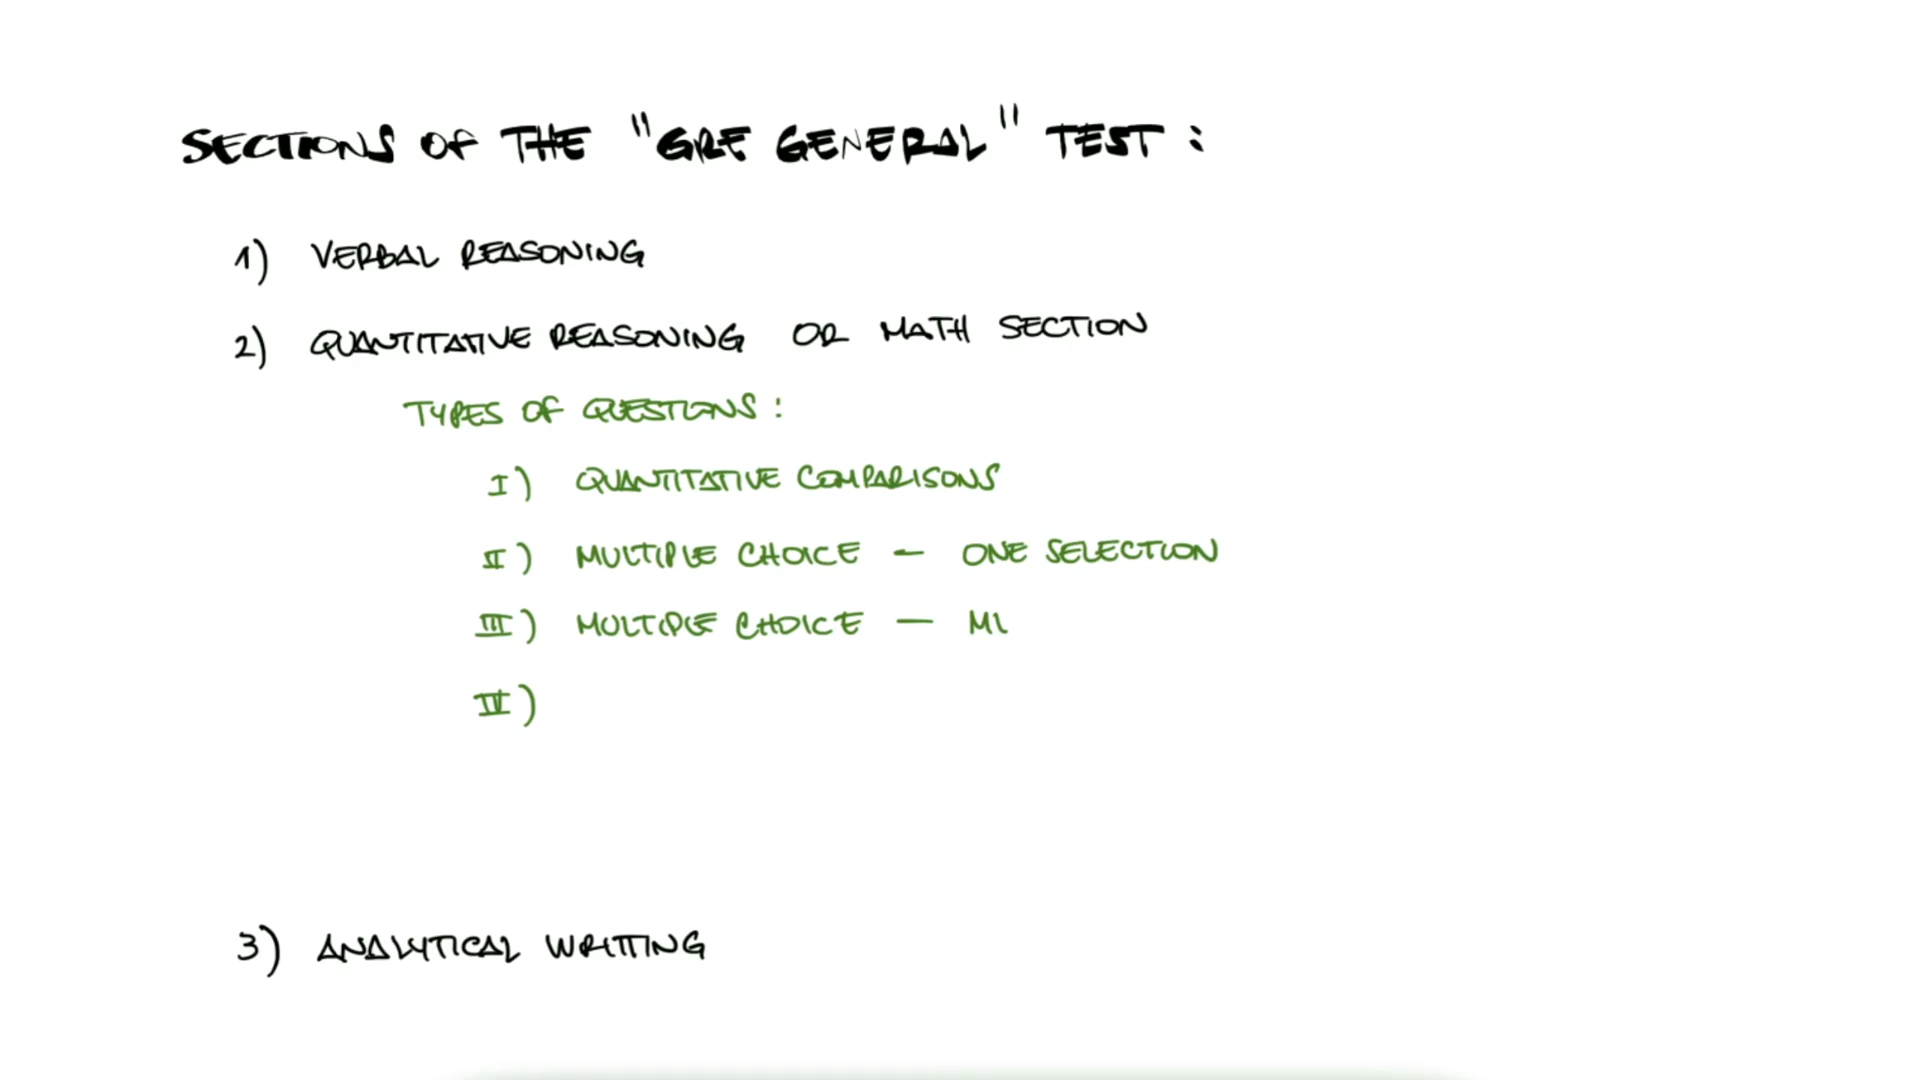 SECTIONS OF THE "GRE GENERAL" TEST:
1) VERBAL REASONING
2) QUANTITATIVE REASONING OR MATH SECTION
TYPES OF QUESTIONS:
I) QUANTITATIVE COMPARISONS
II) MULTIPLE CHOICE – ONE SELECTION
III) MULTIPLE CHOICE – MU
IV)
3) ANALYTICAL WRITING